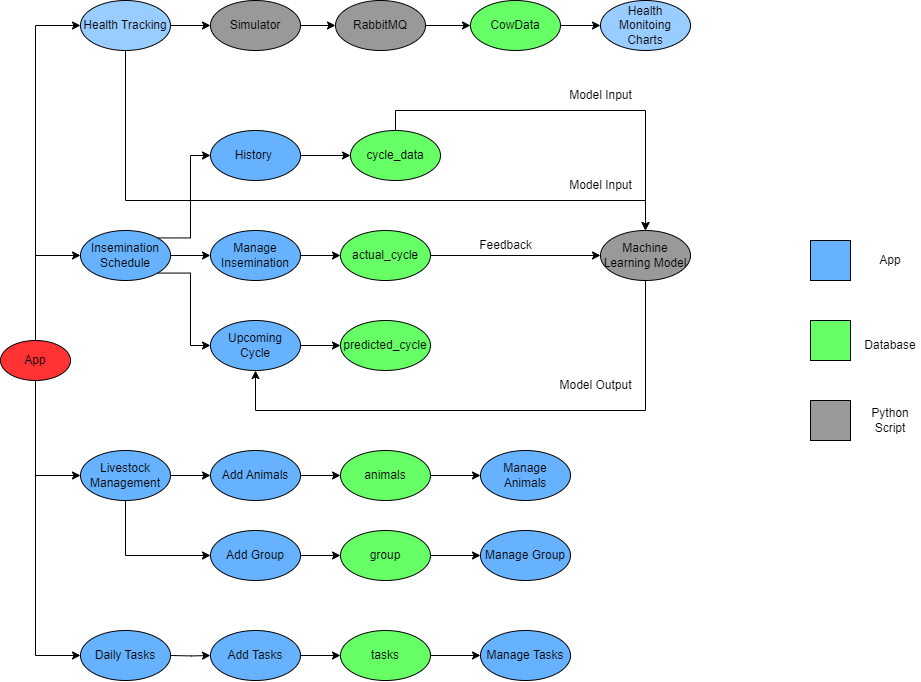 Health Tracking
Simulator
RabbitMQ
CowData
Health
Monitoing
Charts
Model Input
History
cycle_data
Model Input
Insemination
Schedule
Manage
Insemination
actual_cycle
Feedback
Machine
Learning Model
App
Upcoming
Cycle
predicted_cycle
Database
App
Model Output
Python
Script
Livestock
Management
Add Animals
animals
Manage
Animals
Add Group
group
Manage Group
Daily Tasks
Add Tasks
tasks
Manage Tasks